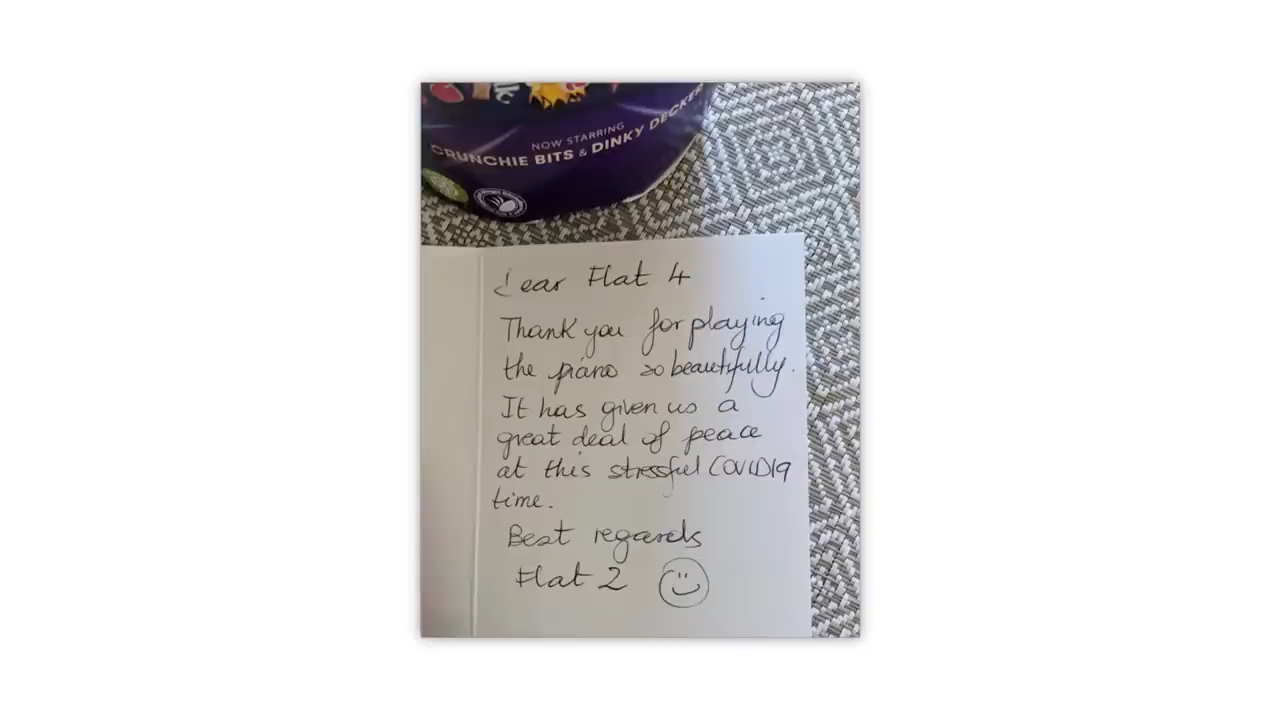 NOW STARRING
CRUNCHIE BITS & DINKY DECKER
Dear Flat 4
Thank you for playing
the piano so beautifully.
It has given us a
great deal of peace
at this stressful COVID19
time.
Best regards
Flat 2